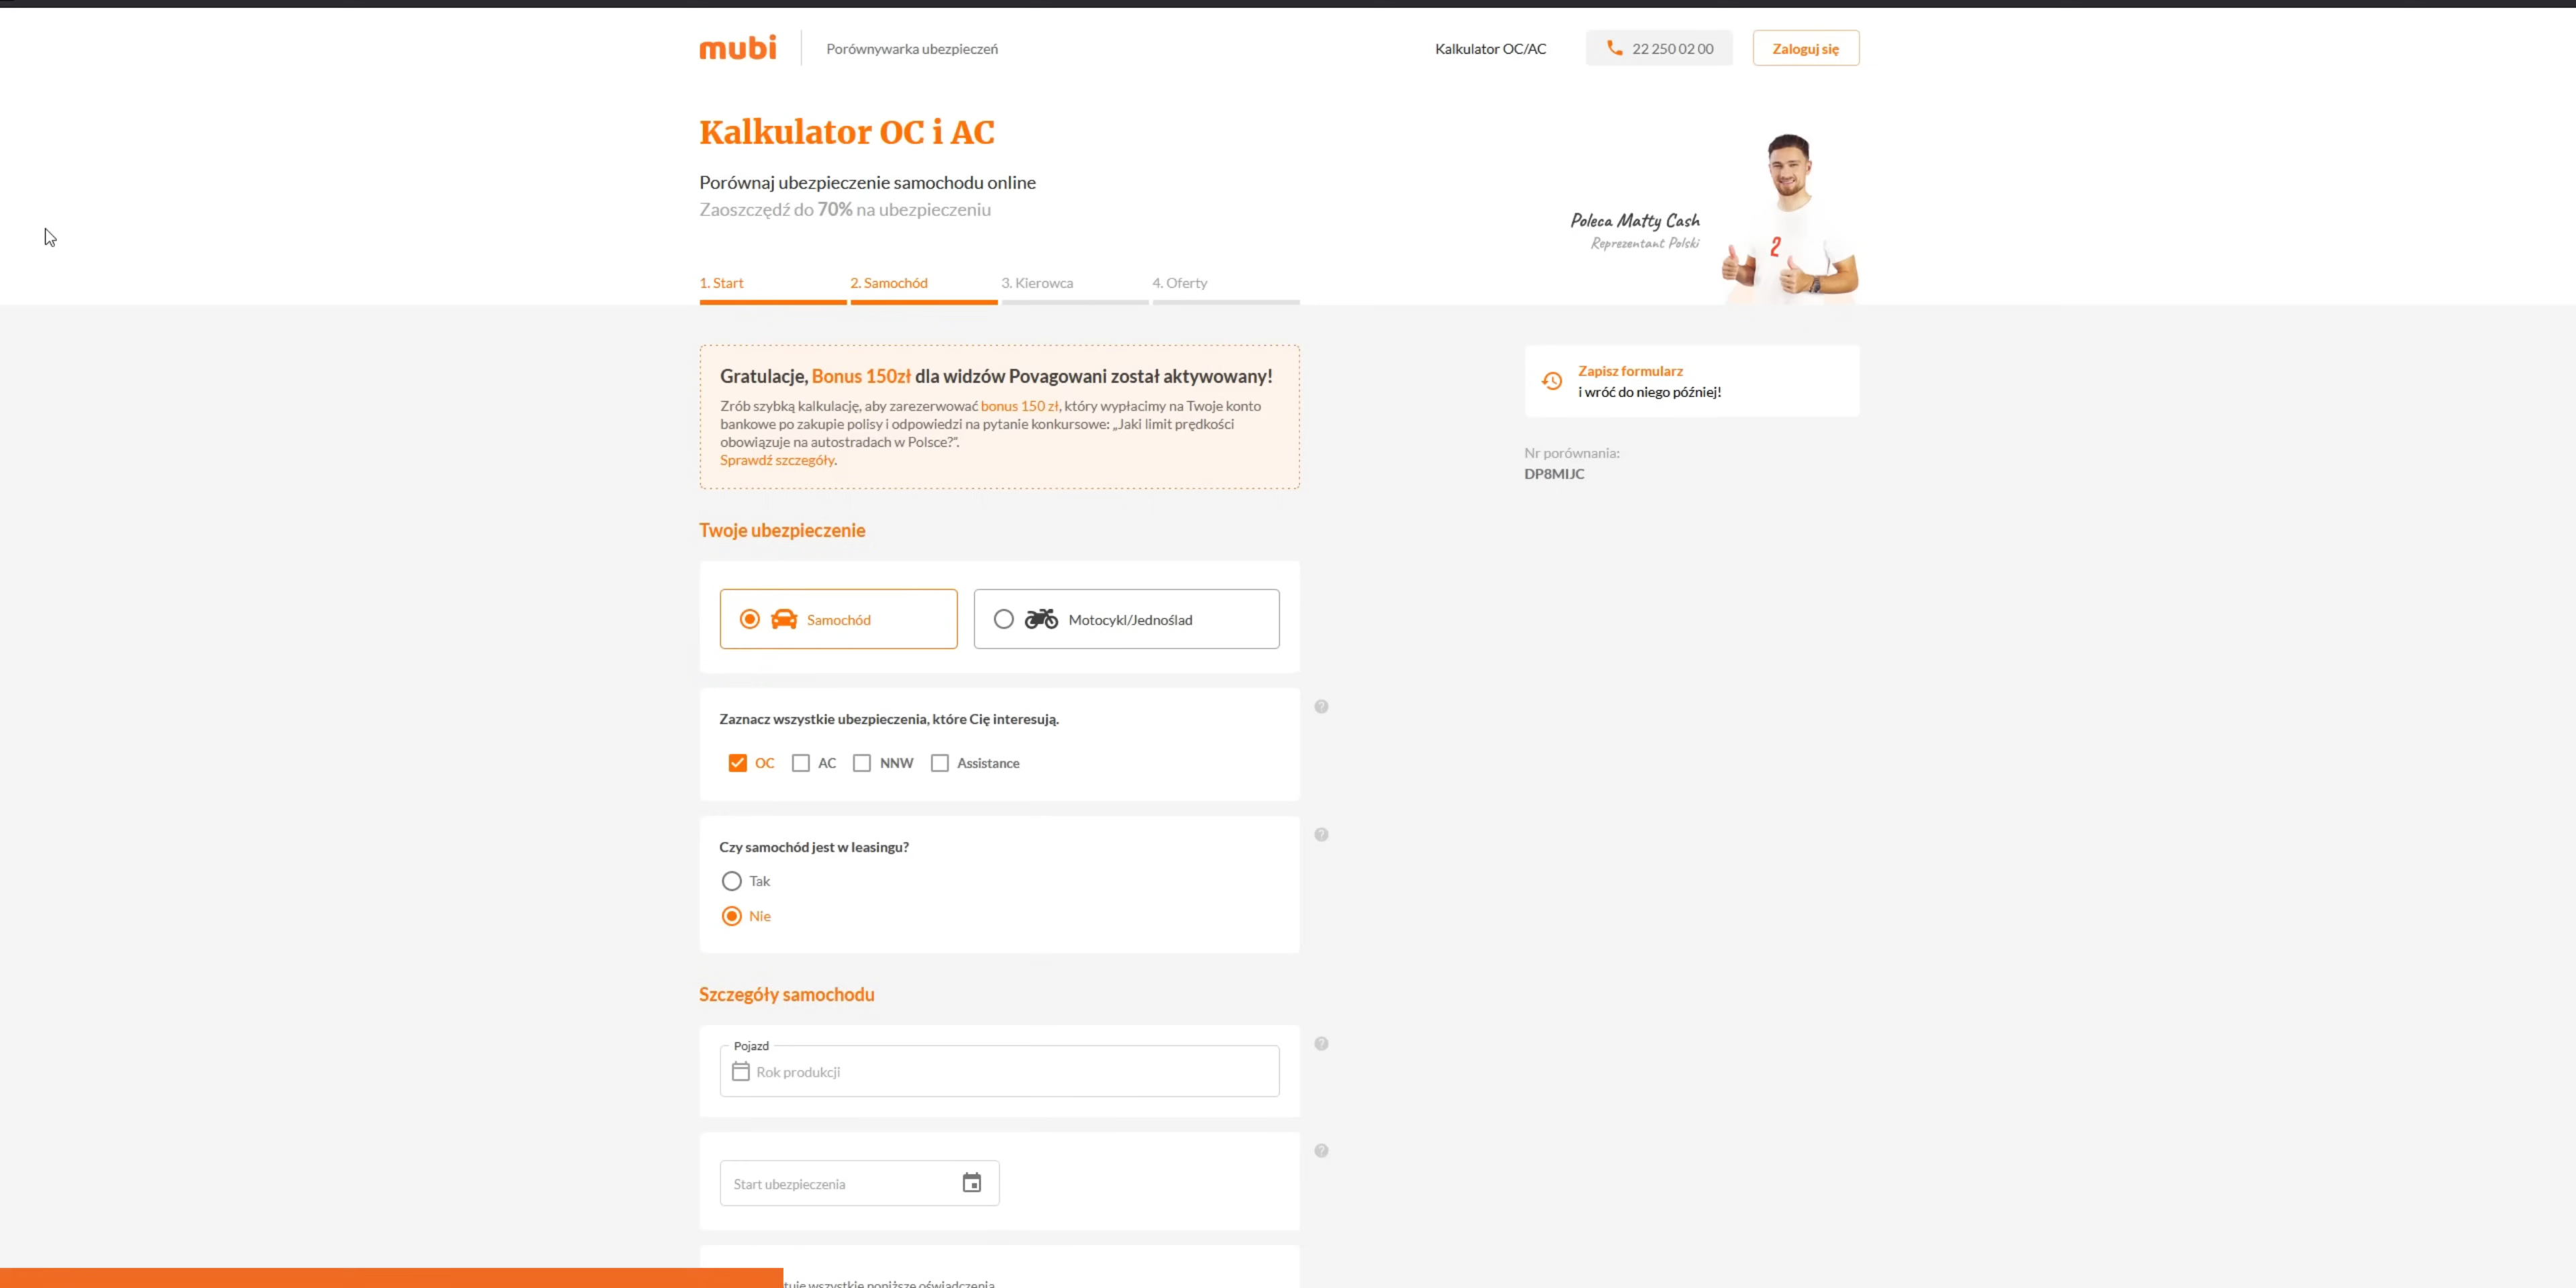 mubi
Porównywarka ubezpieczeń
Kalkulator OC/AC
22 250 02 00
Zaloguj się
Kalkulator OC i AC
Porównaj ubezpieczenie samochodu online
Zaoszczędź do 70% na ubezpieczeniu
Poleca Matty Cash
Reprezentant Polski
2
1. Start
2. Samochód
3. Kierowca
4. Oferty
Gratulacje, Bonus 150zł dla widzów Povagowani został aktywowany!
Zrób szybką kalkulację, aby zarezerwować bonus 150 zł, który wypłacimy na Twoje konto
bankowe po zakupie polisy i odpowiedzi na pytanie konkursowe: „Jaki limit prędkości
obowiązuje na autostradach w Polsce?”.
Sprawdź szczegóły.
Zapisz formularz
i wróć do niego później!
Nr porównania:
DP8MIJC
Twoje ubezpieczenie
Samochód
Motocykl/Jednoślad
Zaznacz wszystkie ubezpieczenia, które Cię interesują.
OC
AC
NNW
Assistance
Czy samochód jest w leasingu?
Tak
Nie
Szczegóły samochodu
Pojazd
Rok produkcji
Start ubezpieczenia
wszystkie poniższe oświadczenia